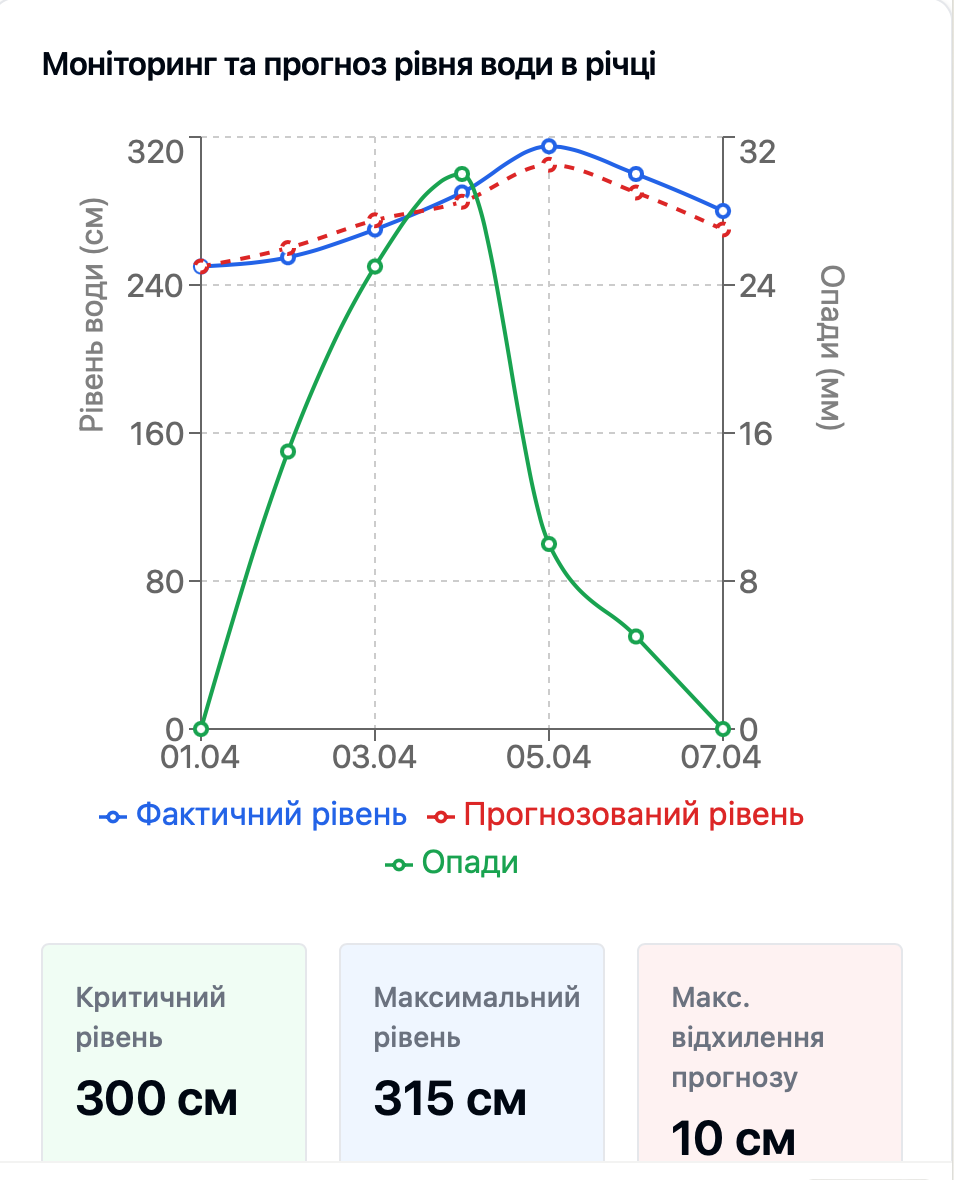 Моніторинг та прогноз рівня води в річці
320
240
160
80
0
Рівень води (см)
32
24
16
8
0
Опади (мм)
01.04 03.04 05.04 07.04
Фактичний рівень Прогнозований рівень
Опади
Критичний
рівень
300 см
Максимальний
рівень
315 см
Макс.
відхилення
прогнозу
10 см